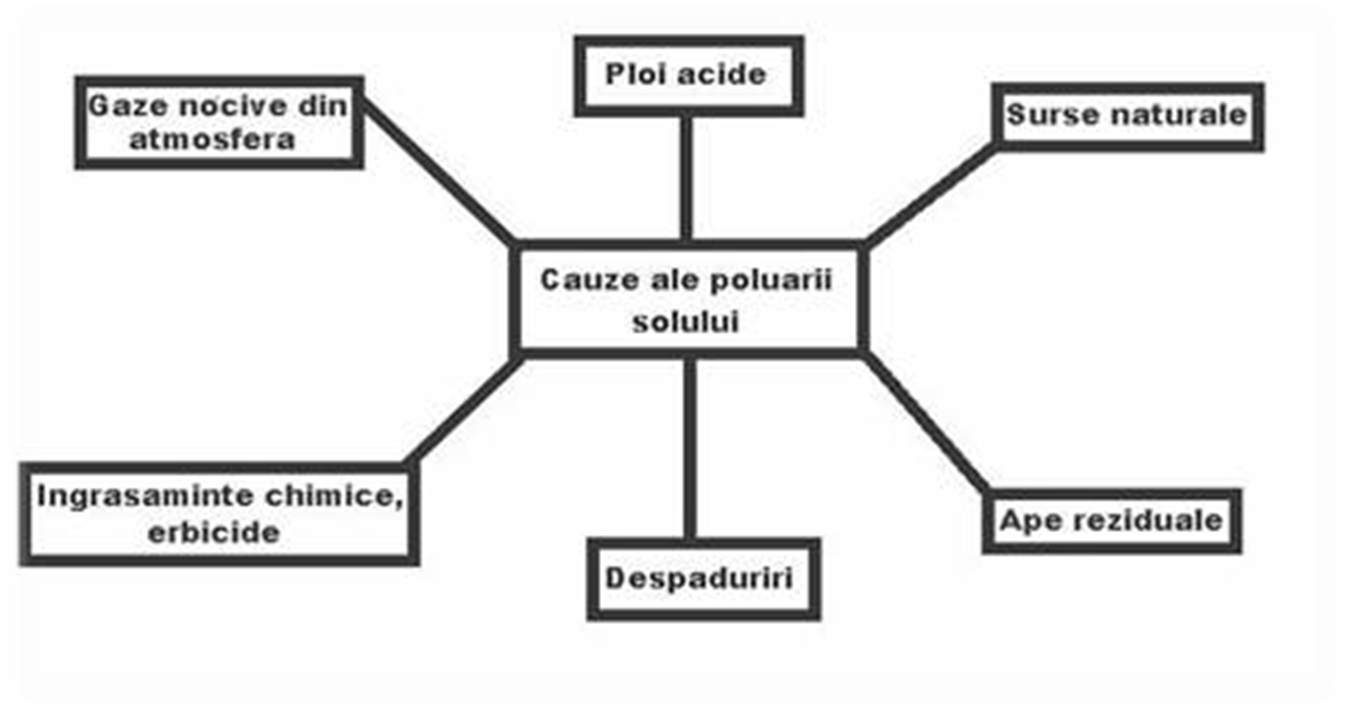 Ploi acide
Gaze nocive din
atmosfera
Surse naturale
Cauze ale poluarii
solului
Ingrasaminte chimice,
erbicide
Ape reziduale
Despaduriri